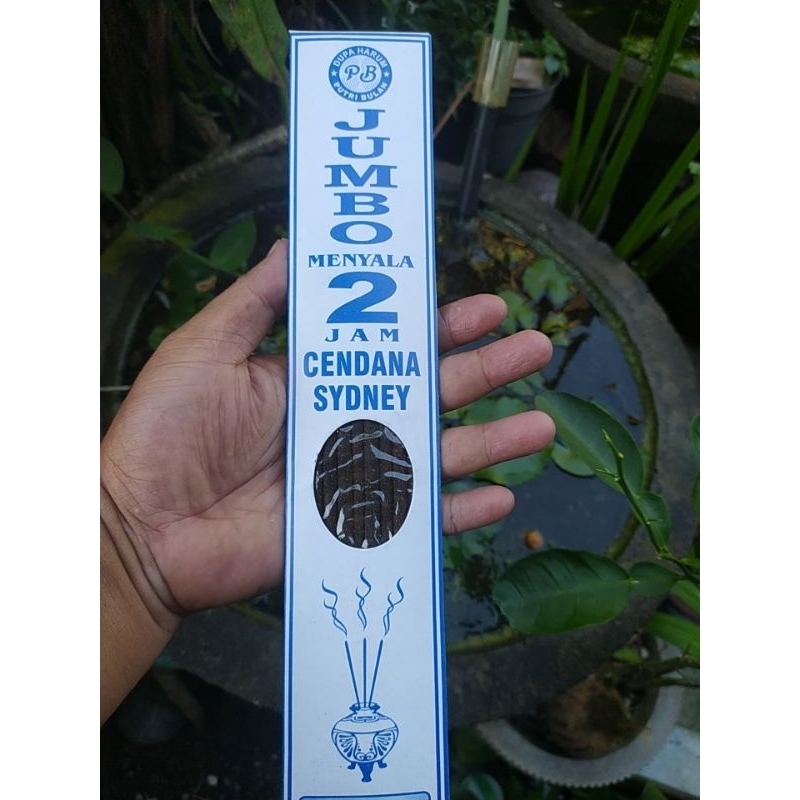 DUPA HARUM
PB
PUTRI BULAN
JUMBO
MENYALA
2
JAM
CENDANA
SYDNEY